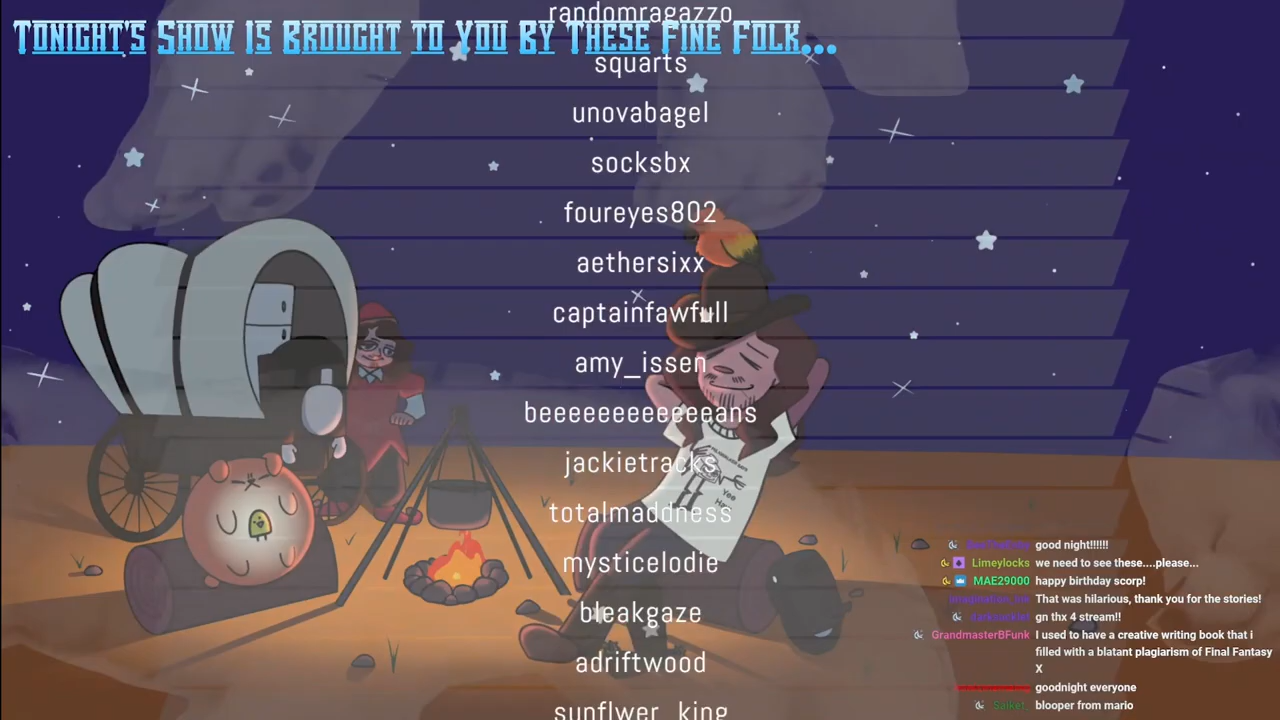 randomragazzo
Tonight's Show Is Brought to You By These Fine Folk...
squarts
unovabagel
socksbx
foureyes802
aethersixx
captainfawfull
amy_issen
beeeeeeeeeeeeans
jackietracks
totalmaddness
mysticelodie
bleakgaze
adriftwood
sunflwer_king
Yee
good night!!!!!!
Limeylocks we need to see these....please...
MAE29000 happy birthday scorp!
That was hilarious, thank you for the stories!
gn thx 4 stream!!
GrandmasterBFunk I used to have a creative writing book that i
filled with a blatant plagiarism of Final Fantasy
X
goodnight everyone
blooper from mario